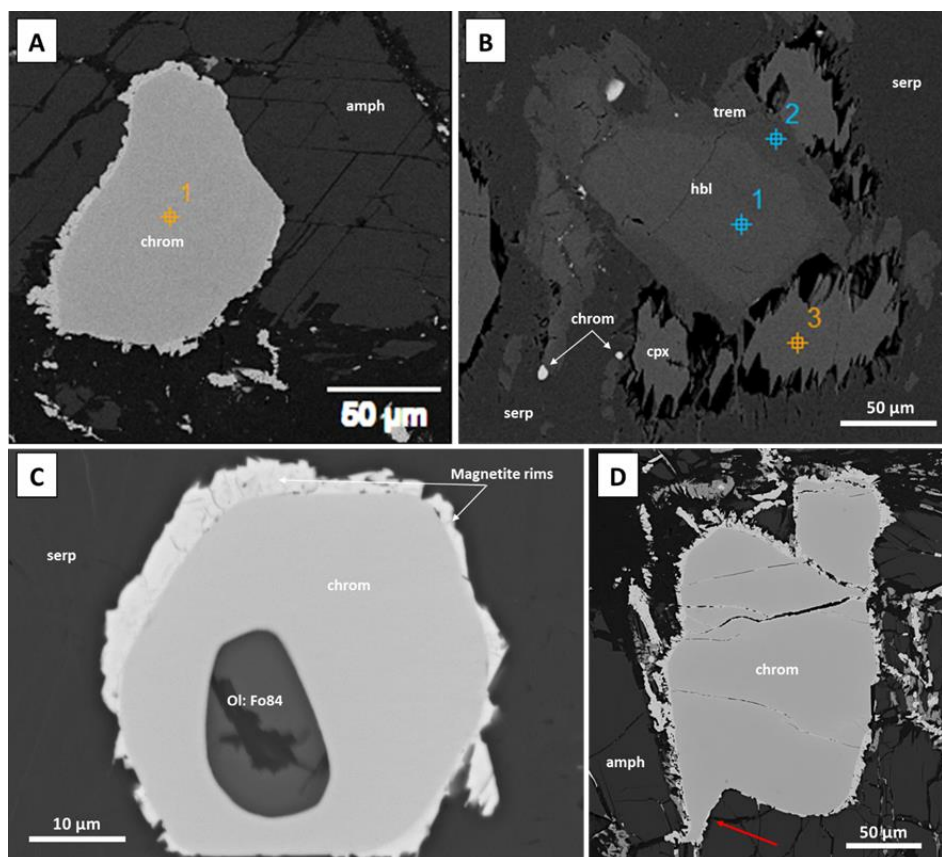 A
amph
1
chrom
50 µm
B
serp
trem
2
hbl
1
chrom
3
cpx
serp
50 µm
C
Magnetite rims
serp
chrom
Ol: Fo84
10 µm
D
chrom
amph
50 µm